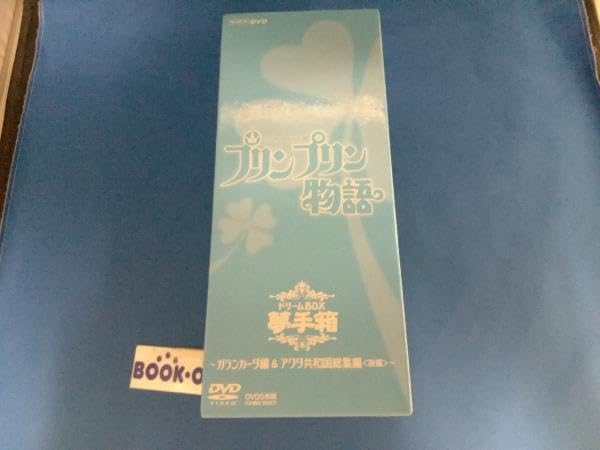 NHK DVD
プリンプリン
物語
ドリームBOX
夢手箱
～ガランカーダ編 & アクタ共和国総集編<後編>～
DVD
VIDEO
DVD5枚組
BOOK-O